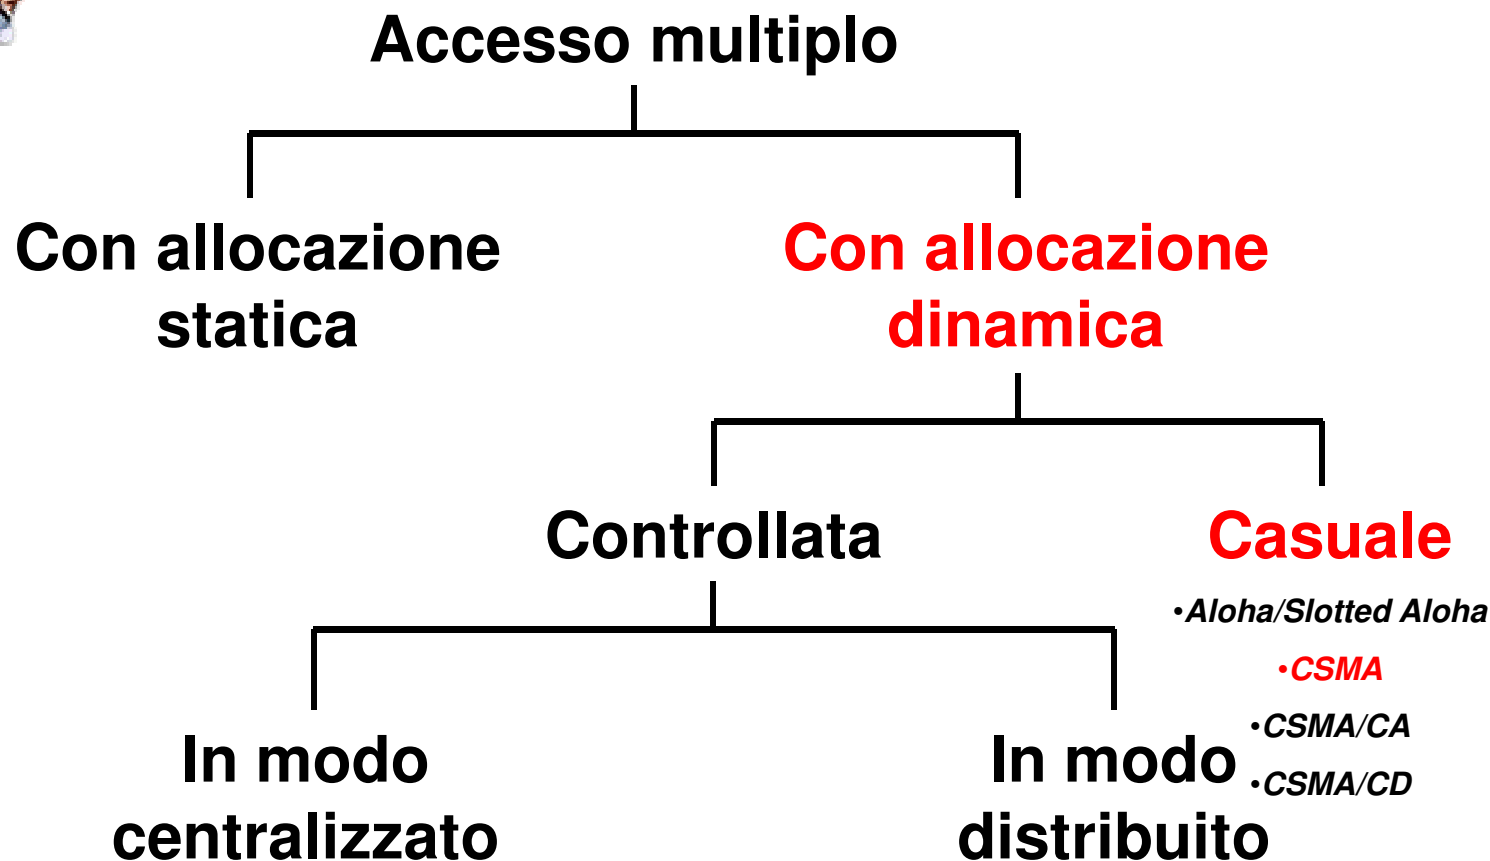 Accesso multiplo
Con allocazione
statica
Con allocazione
dinamica
Controllata
Casuale
•Aloha/Slotted Aloha
•CSMA
•CSMA/CA
•CSMA/CD
In modo
centralizzato
In modo
distribuito